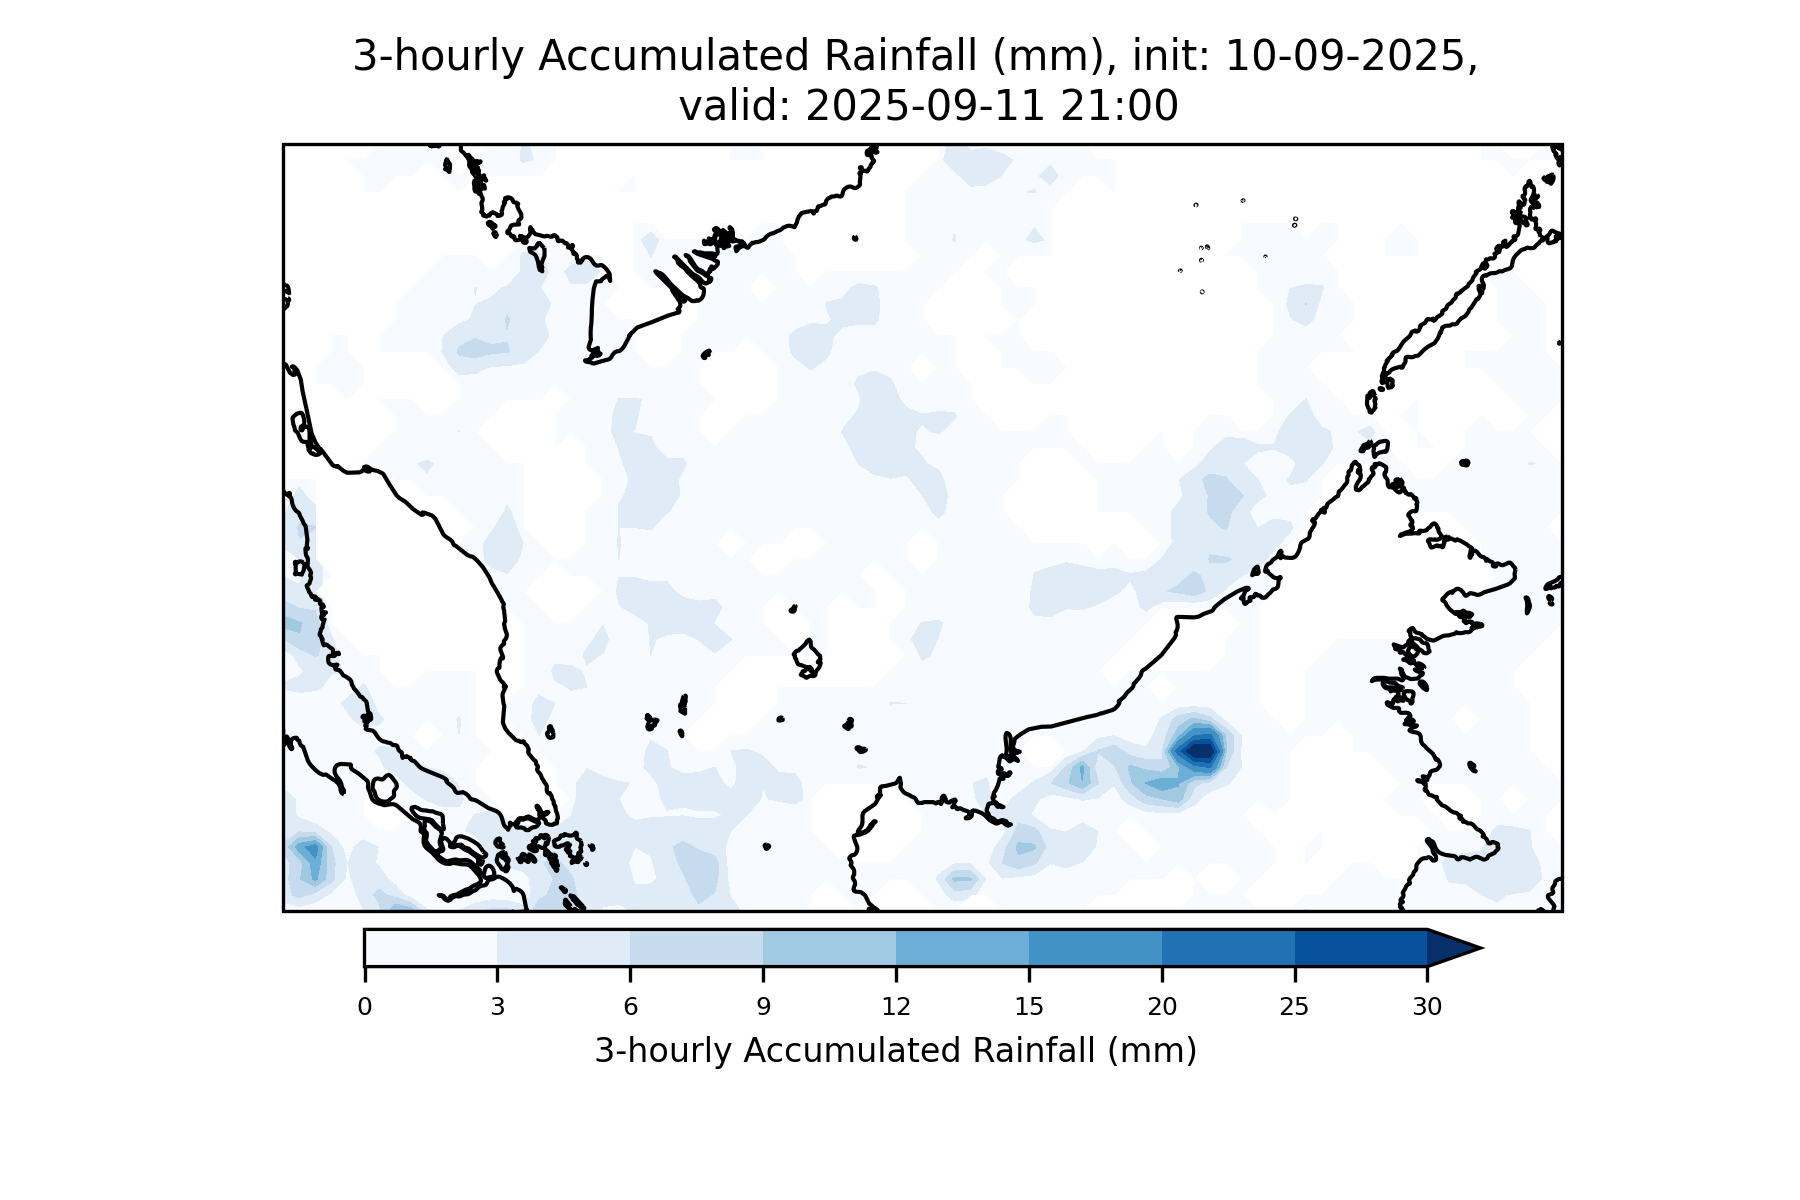 3-hourly Accumulated Rainfall (mm), init: 10-09-2025,
valid: 2025-09-11 21:00
0 3 6 9 12 15 20 25 30
3-hourly Accumulated Rainfall (mm)